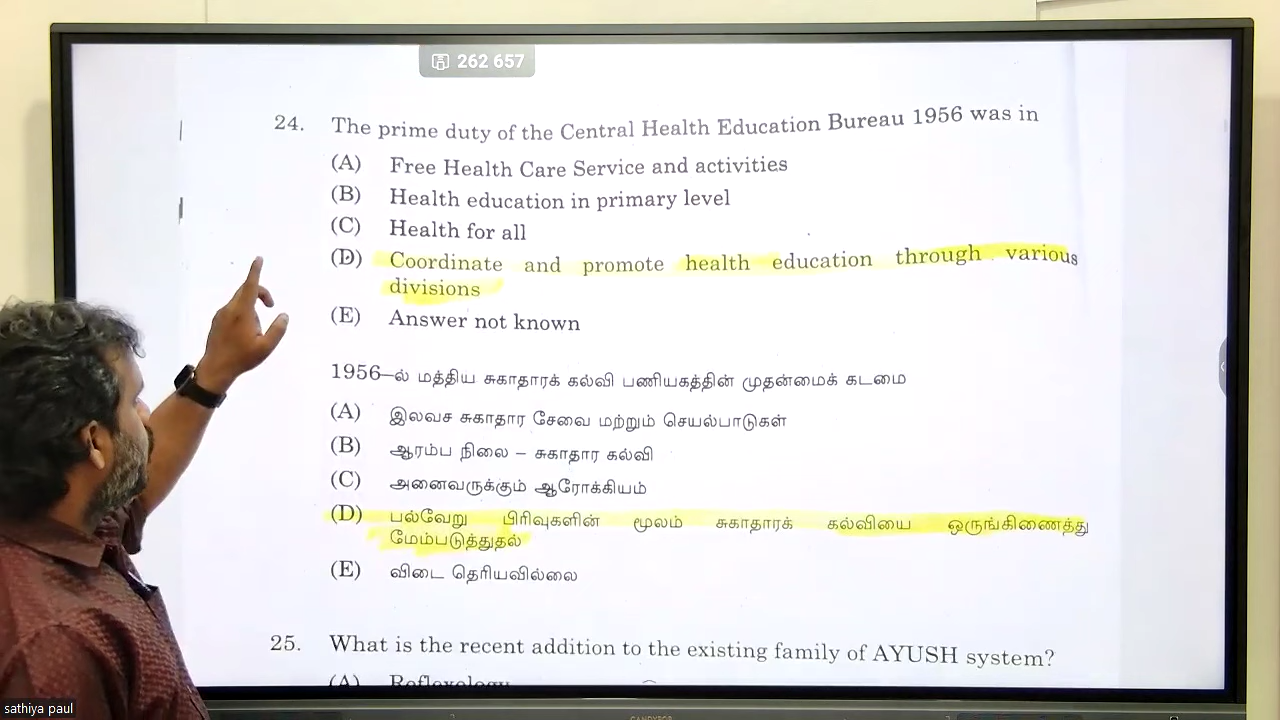 262 657
24. The prime duty of the Central Health Education Bureau 1956 was in
(A) Free Health Care Service and activities
(B) Health education in primary level
(C) Health for all
(D) Coordinate and promote health education through various
divisions
(E) Answer not known
1956–ல் மத்திய சுகாதாரக் கல்வி பணியகத்தின் முதன்மைக் கடமை
(A) இலவச சுகாதார சேவை மற்றும் செயல்பாடுகள்
(B) ஆரம்ப நிலை – சுகாதார கல்வி
(C) அனைவருக்கும் ஆரோக்கியம்
(D) பல்வேறு பிரிவுகளின் மூலம் சுகாதாரக் கல்வியை ஒருங்கிணைத்து
மேம்படுத்துதல்
(E) விடை தெரியவில்லை
25. What is the recent addition to the existing family of AYUSH system?
(A) Reflexology
sathiya paul